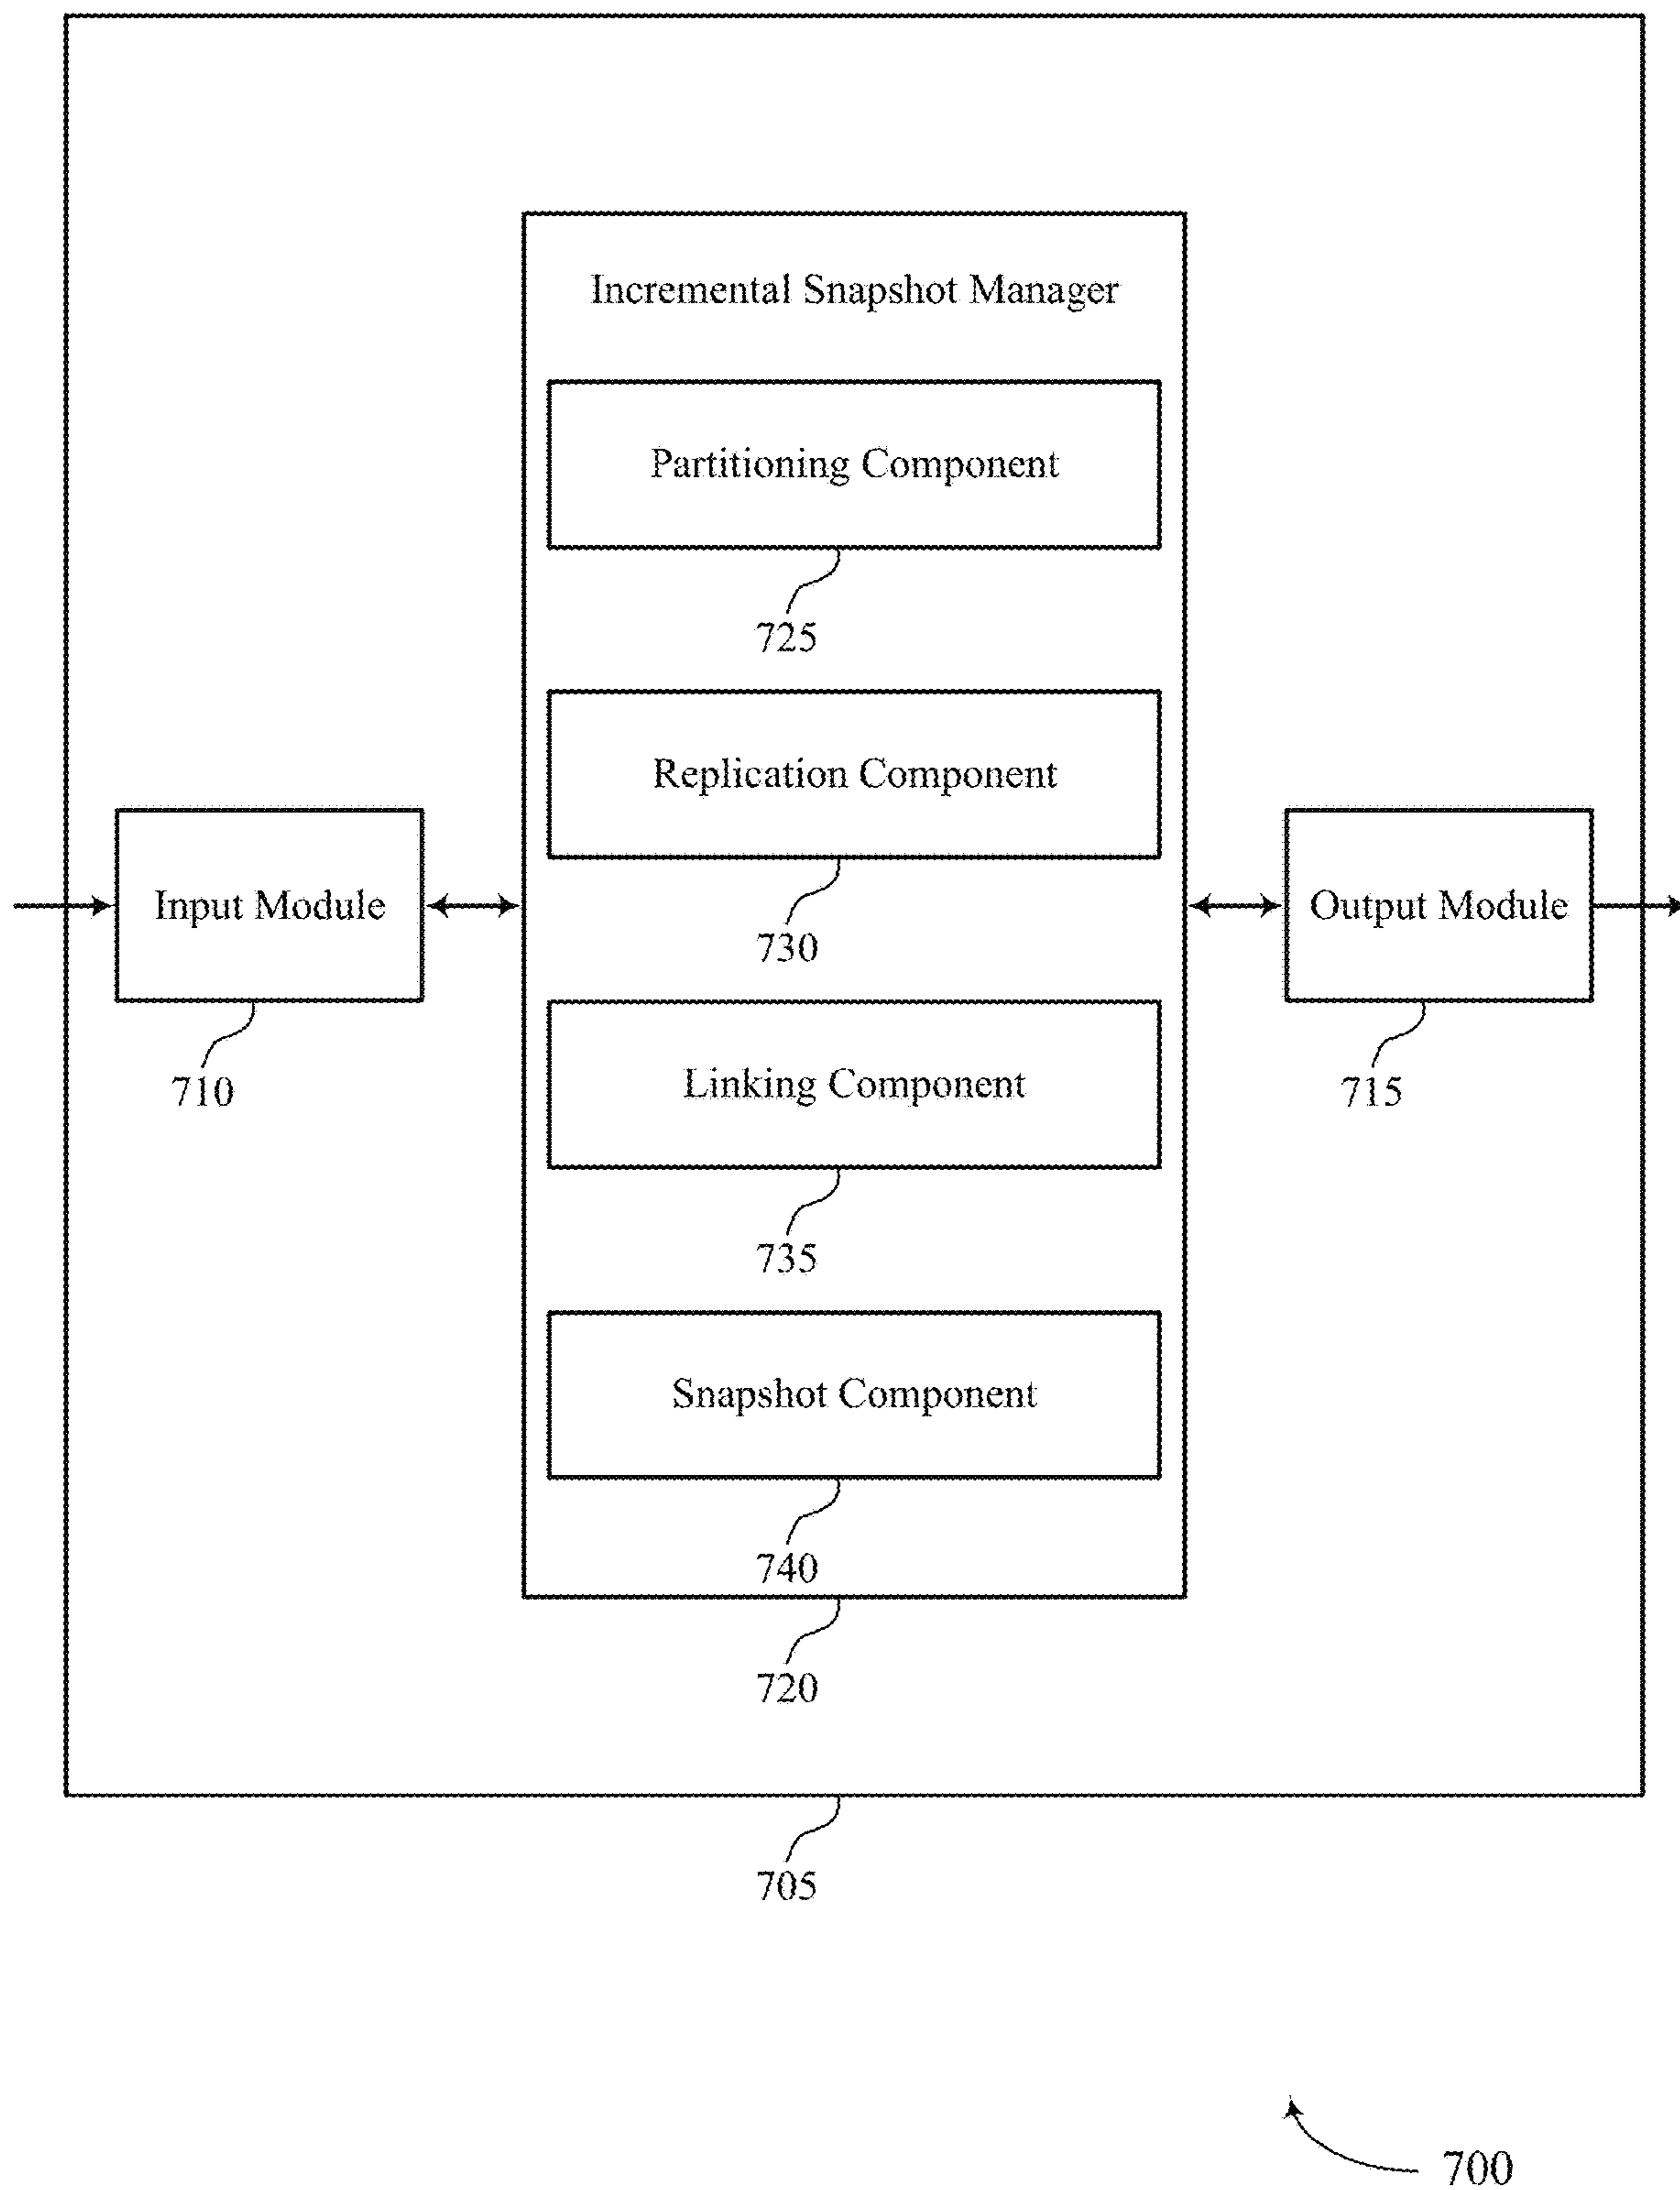 Incremental Snapshot Manager
Partitioning Component
725
Replication Component
730
Input Module
710
Output Module
715
Linking Component
735
Snapshot Component
740
720
705
700